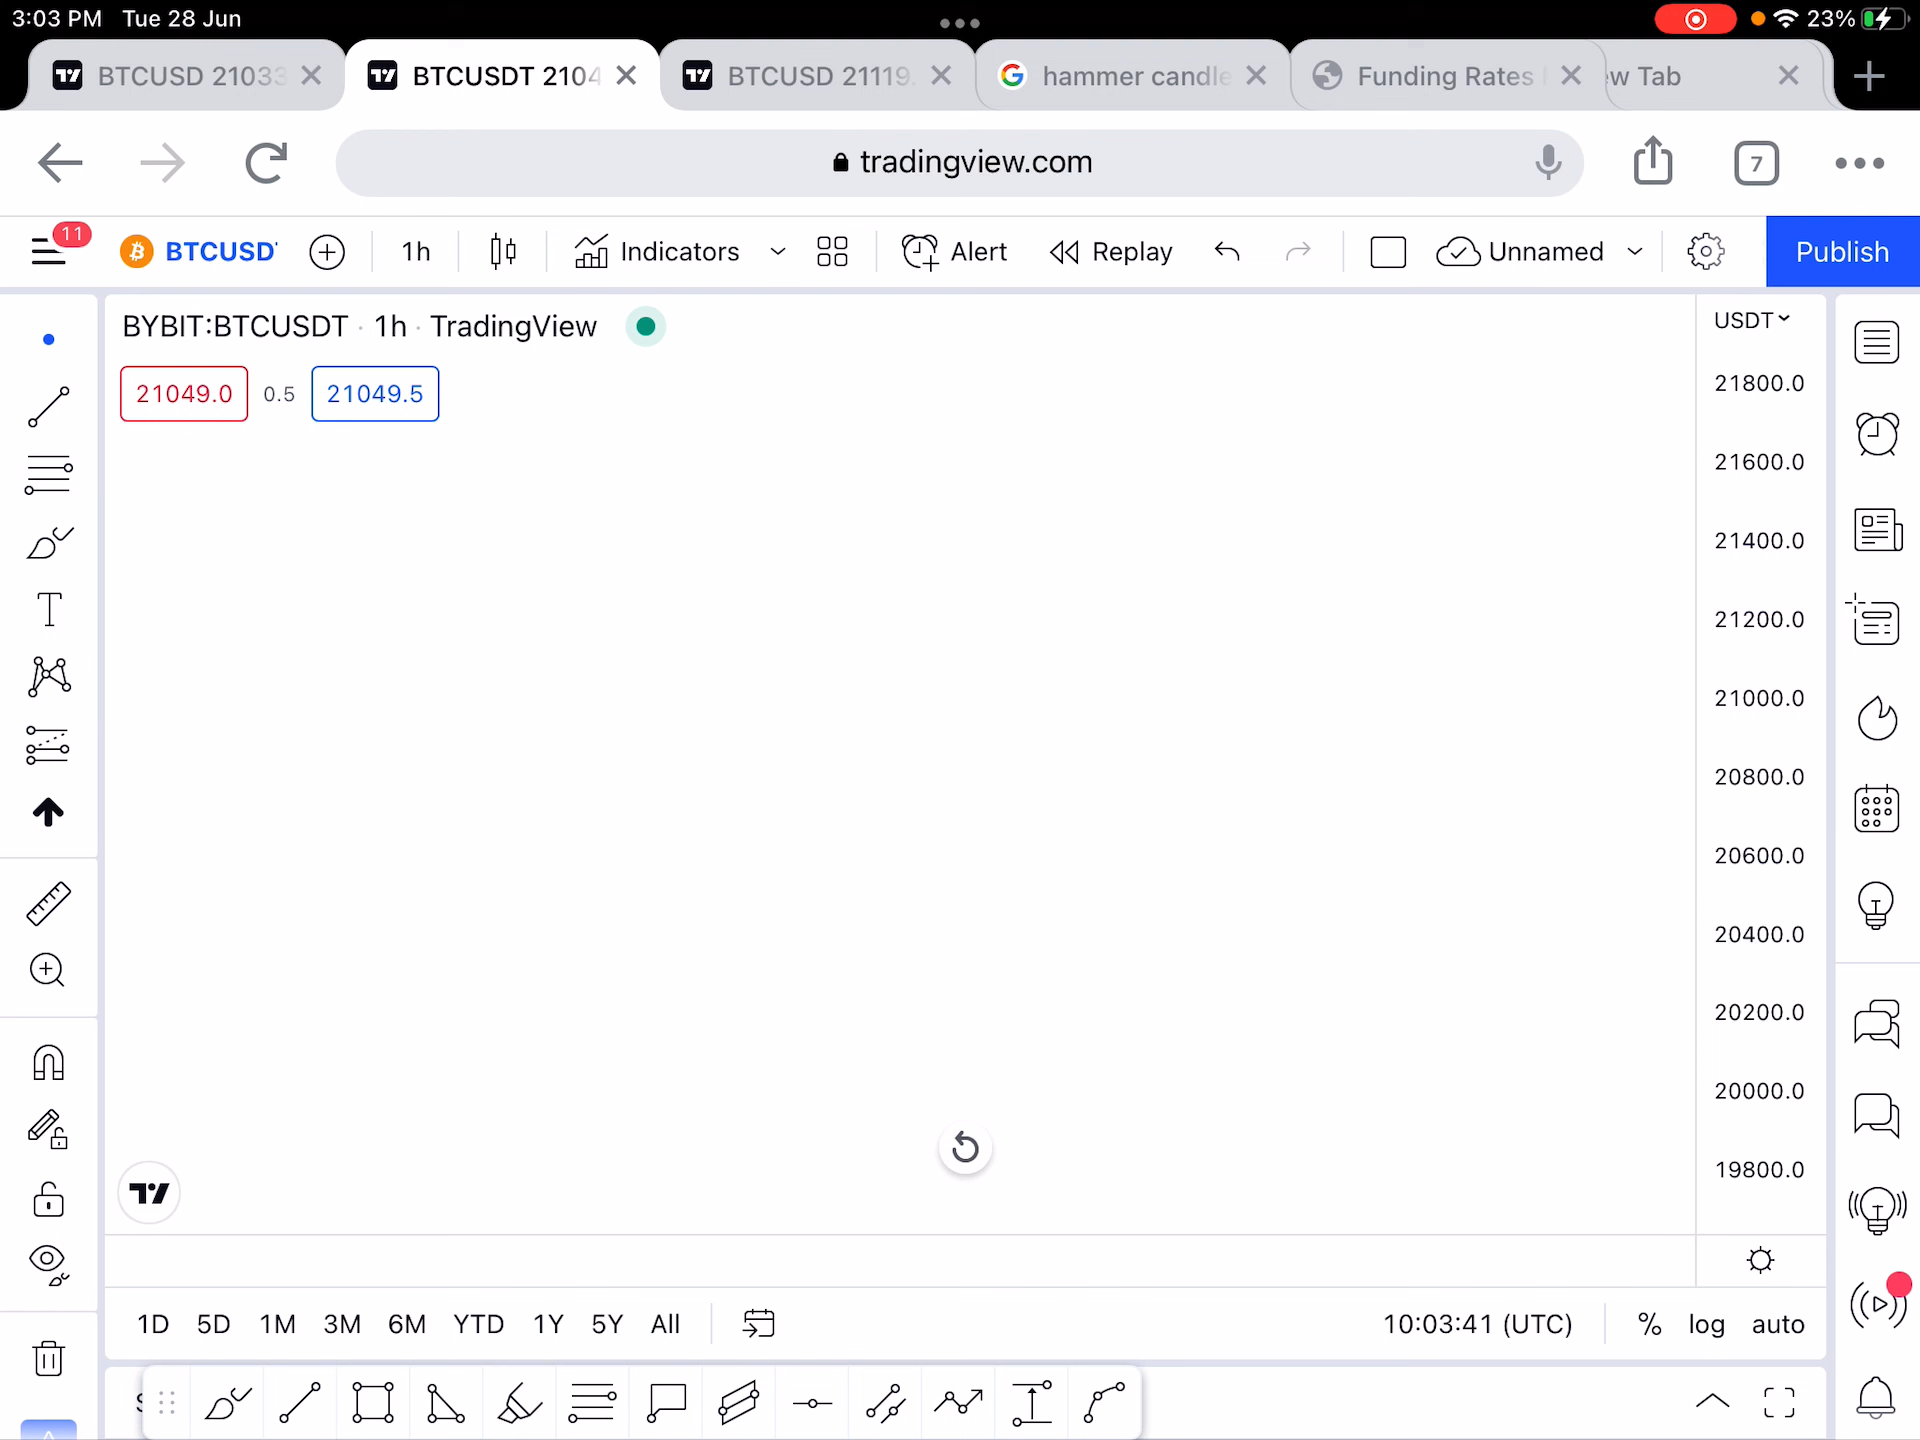 3:03 PM Tue 28 Jun
23%
BTCUSD 21033
BTCUSDT 2104
BTCUSD 21119.
hammer candle
Funding Rates
w Tab
tradingview.com
7
11
BTCUSD
1h
Indicators
Alert
Replay
Unnamed
Publish
BYBIT:BTCUSDT · 1h · TradingView
USDT
21049.0
0.5
21049.5
21800.0
21600.0
21400.0
21200.0
21000.0
20800.0
20600.0
20400.0
20200.0
20000.0
19800.0
1D 5D 1M 3M 6M YTD 1Y 5Y All
10:03:41 (UTC)
% log auto